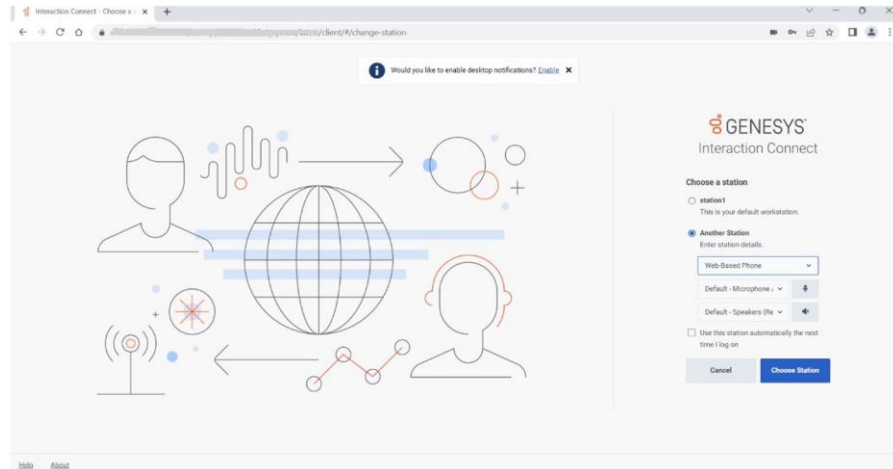 Interaction Connect - Choose a s
/client/#/change-station
Would you like to enable desktop notifications? Enable
GENESYS
Interaction Connect
Choose a station
station1
This is your default workstation.
Another Station
Enter station details.
Web-Based Phone
Default - Microphone
Default - Speakers (Re
Use this station automatically the next
time I log on
Cancel Choose Station
Help About